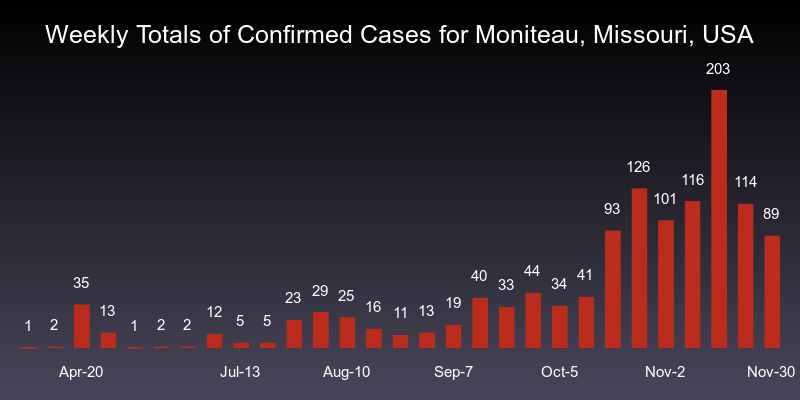 Weekly Totals of Confirmed Cases for Moniteau, Missouri, USA
1 2 35 13 1 2 2 12 5 5 23 29 25 16 11 13 19 40 33 44 34 41 93 126 101 116 203 114 89
Apr-20 Jul-13 Aug-10 Sep-7 Oct-5 Nov-2 Nov-30